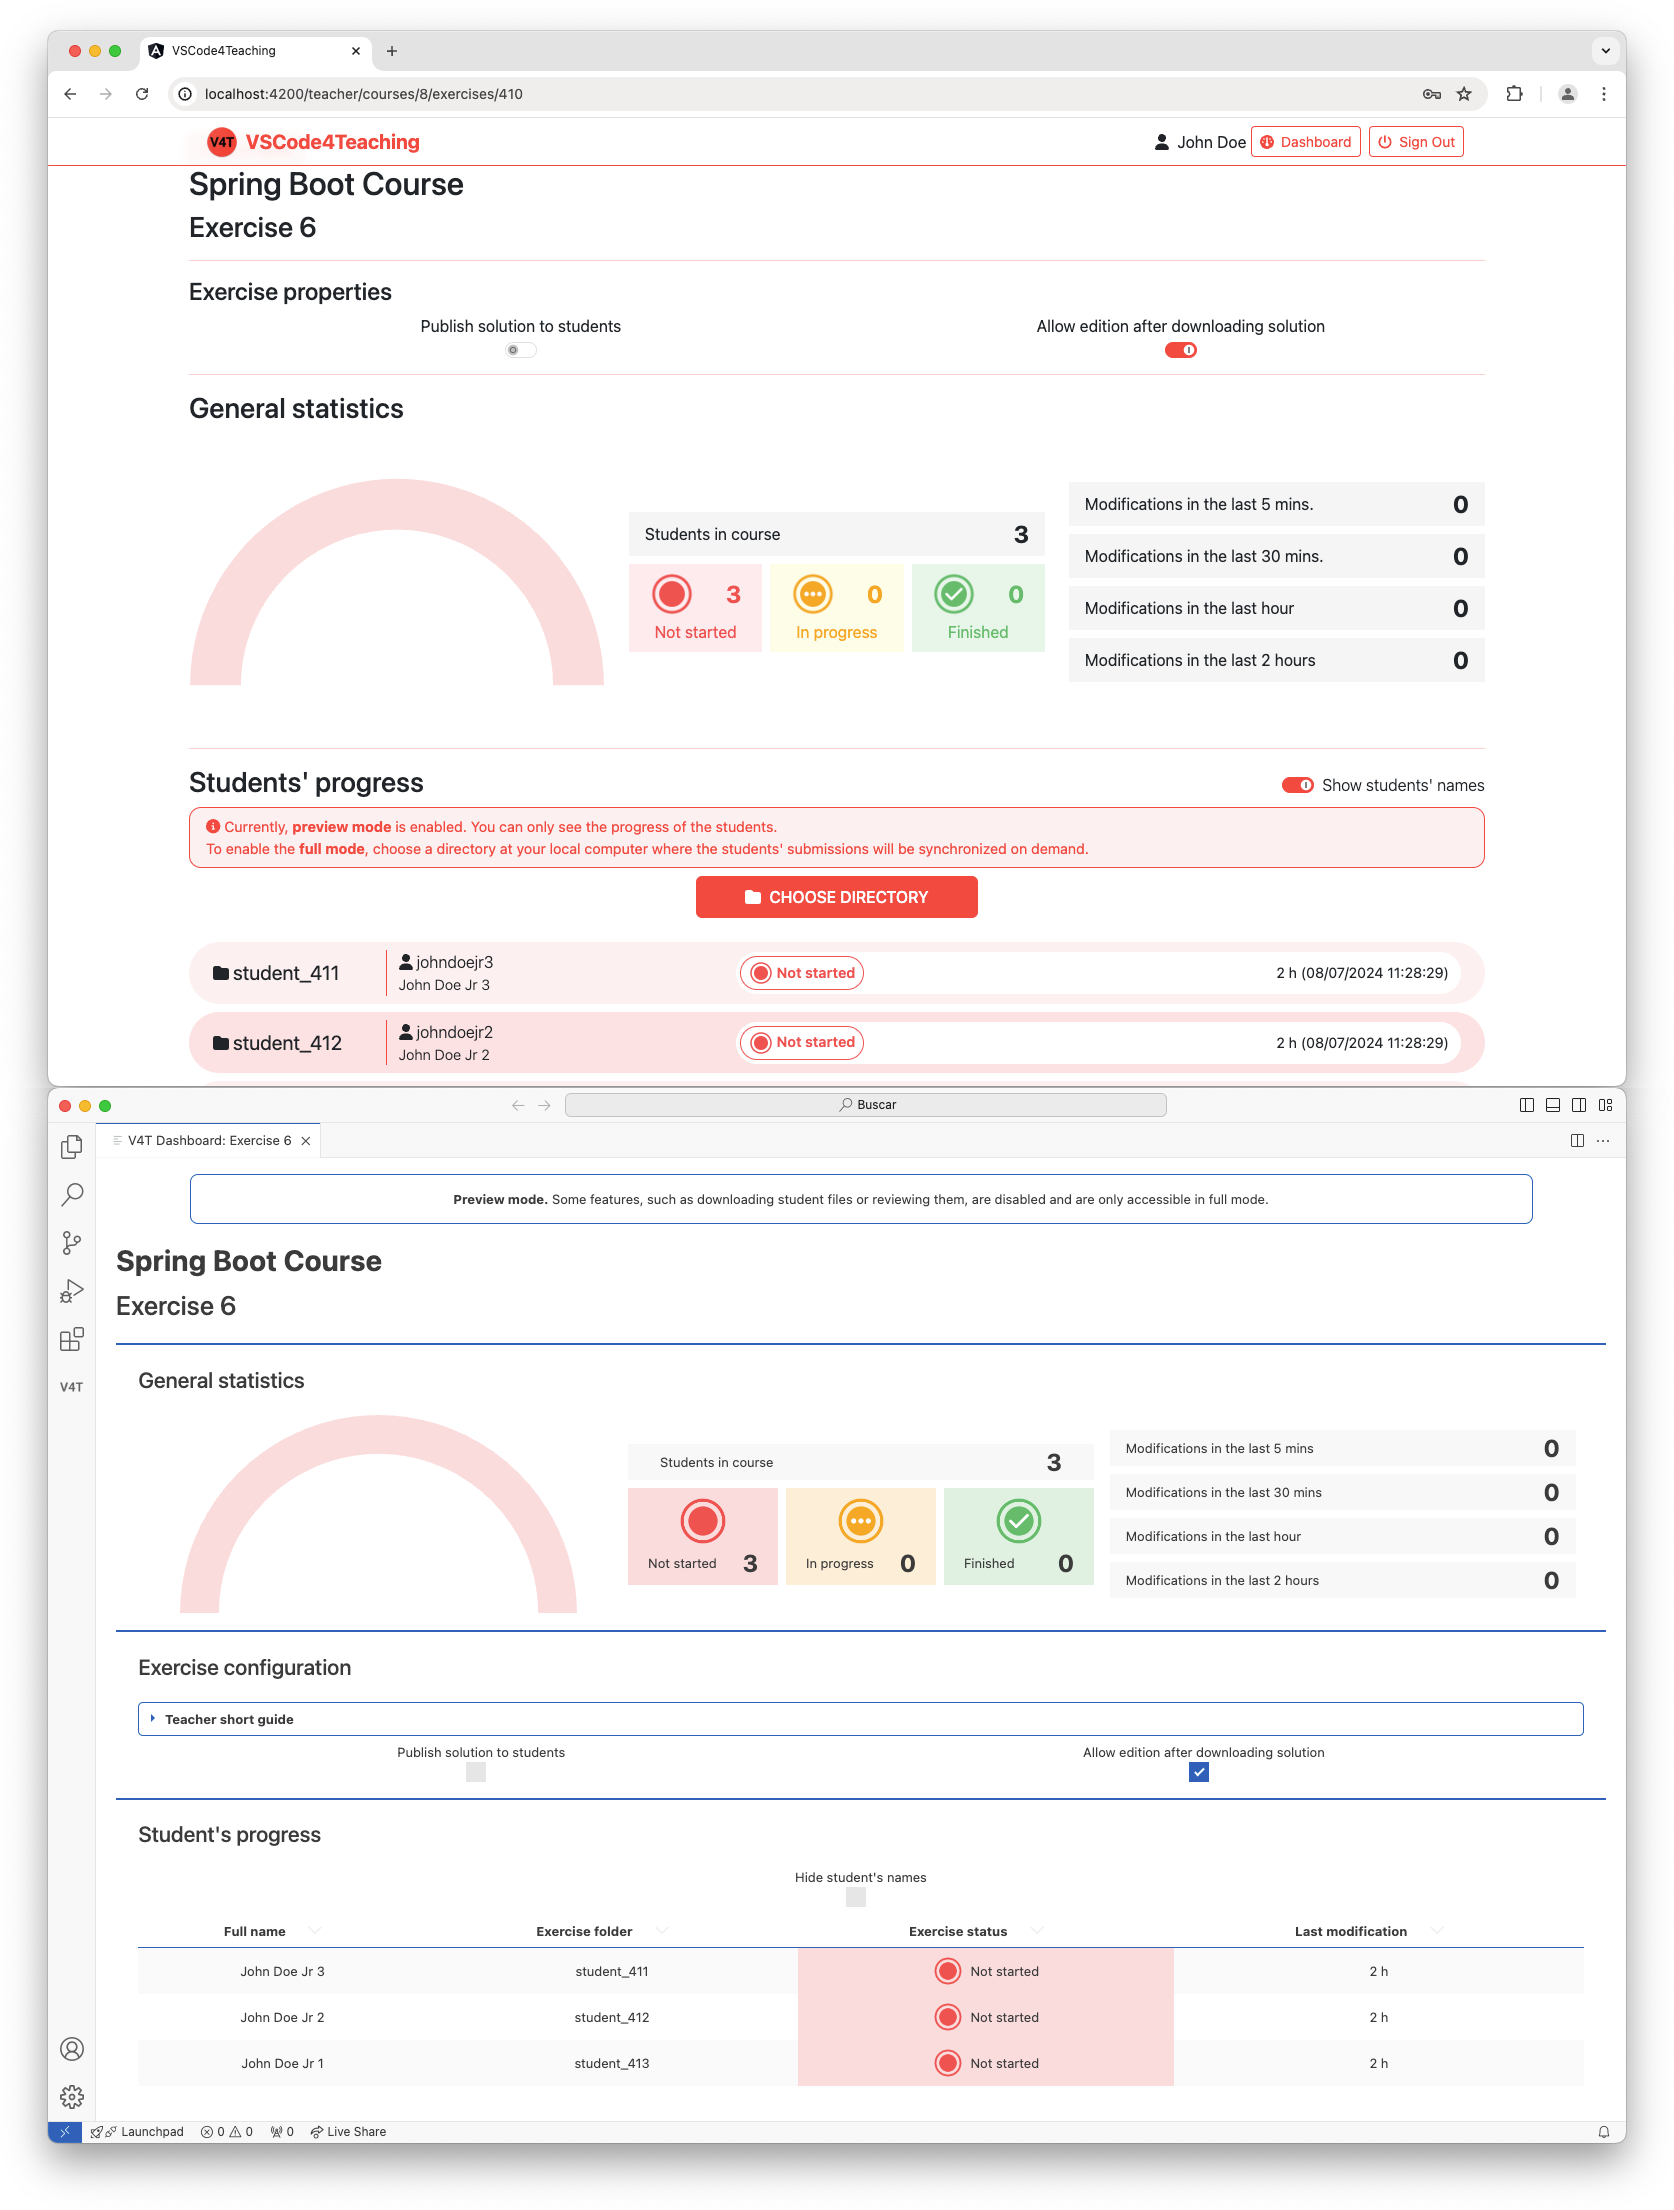 VSCode4Teaching
localhost:4200/teacher/courses/8/exercises/410
V4T VSCode4Teaching
John Doe Dashboard Sign Out
Spring Boot Course
Exercise 6
Exercise properties
Publish solution to students
Allow edition after downloading solution
General statistics
Students in course 3
3 Not started
0 In progress
0 Finished
Modifications in the last 5 mins. 0
Modifications in the last 30 mins. 0
Modifications in the last hour 0
Modifications in the last 2 hours 0
Students' progress
Show students' names
Currently, preview mode is enabled. You can only see the progress of the students.
To enable the full mode, choose a directory at your local computer where the students' submissions will be synchronized on demand.
CHOOSE DIRECTORY
student_411
johndoejr3
John Doe Jr 3
Not started
2 h (08/07/2024 11:28:29)
student_412
johndoejr2
John Doe Jr 2
Not started
2 h (08/07/2024 11:28:29)
Buscar
V4T Dashboard: Exercise 6
Preview mode. Some features, such as downloading student files or reviewing them, are disabled and are only accessible in full mode.
Spring Boot Course
Exercise 6
V4T
General statistics
Students in course 3
Not started 3
In progress 0
Finished 0
Modifications in the last 5 mins 0
Modifications in the last 30 mins 0
Modifications in the last hour 0
Modifications in the last 2 hours 0
Exercise configuration
Teacher short guide
Publish solution to students
Allow edition after downloading solution
Student's progress
Hide student's names
Full name Exercise folder Exercise status Last modification
John Doe Jr 3 student_411 Not started 2 h
John Doe Jr 2 student_412 Not started 2 h
John Doe Jr 1 student_413 Not started 2 h
Launchpad 0 0 0 Live Share